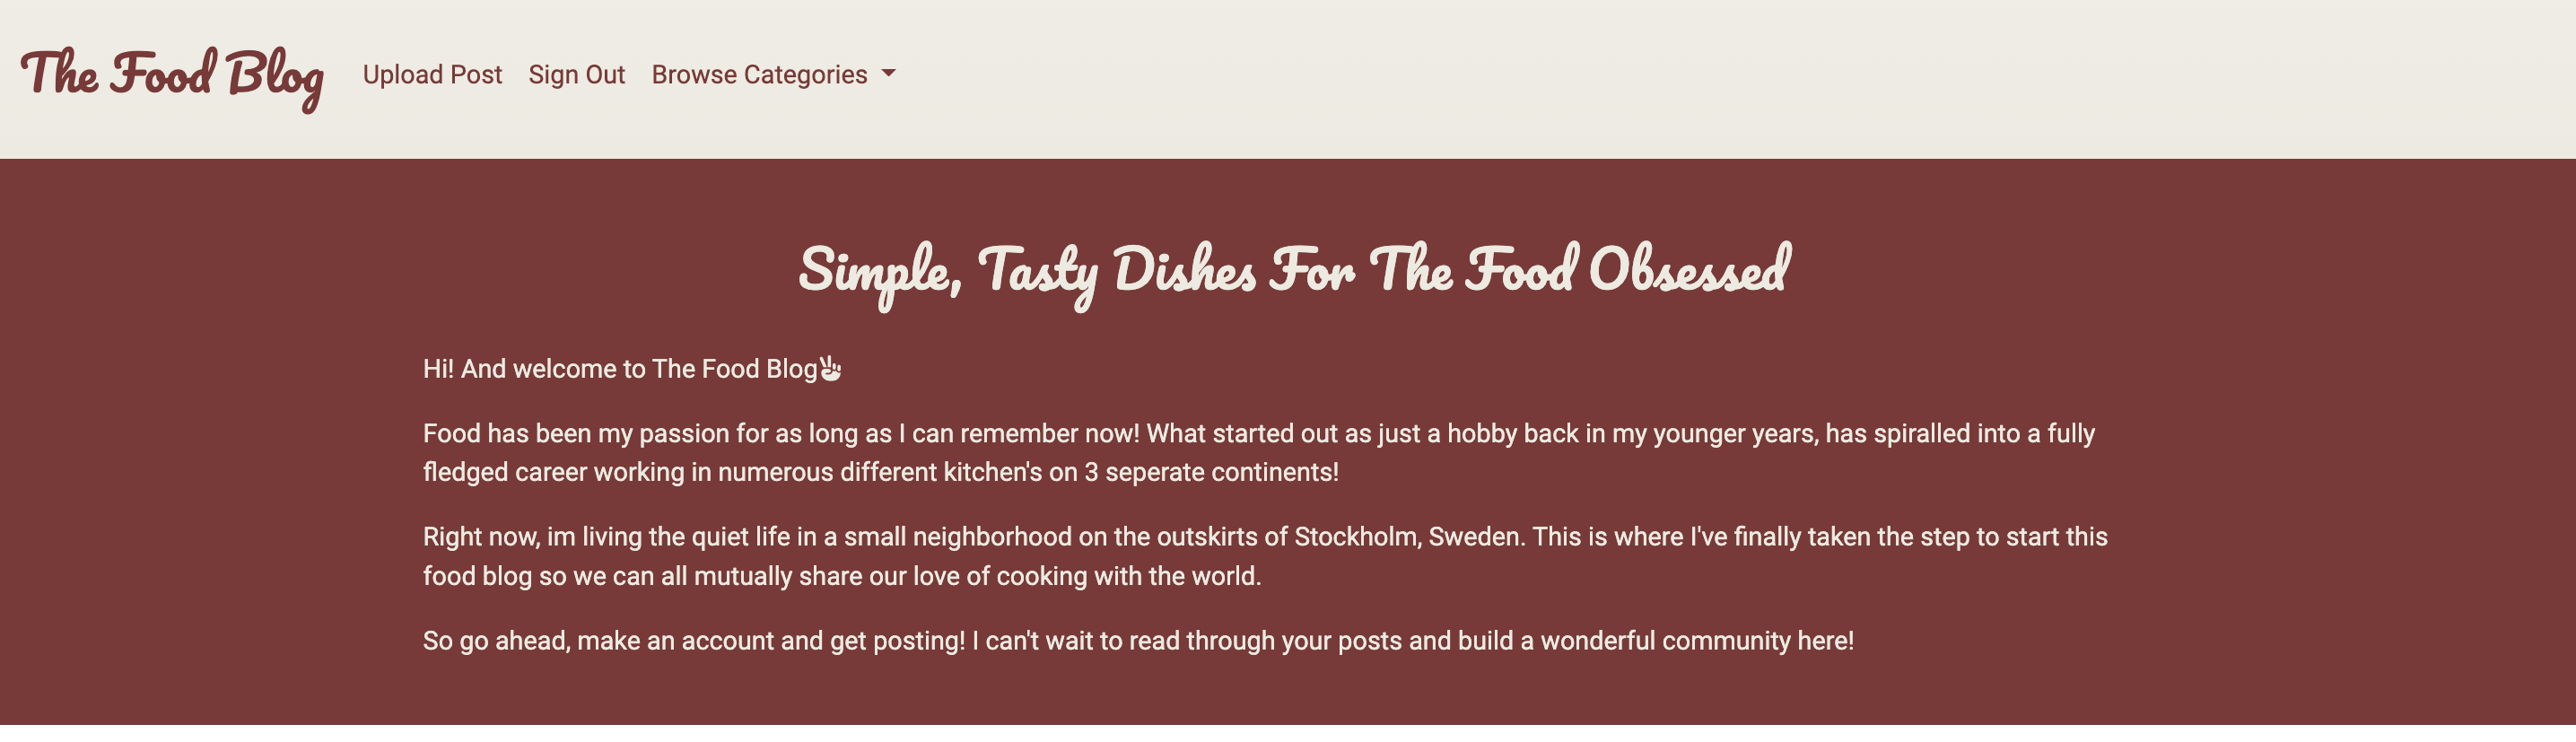 The Food Blog Upload Post Sign Out Browse Categories
Simple, Tasty Dishes For The Food Obsessed
Hi! And welcome to The Food Blog
Food has been my passion for as long as I can remember now! What started out as just a hobby back in my younger years, has spiralled into a fully
fledged career working in numerous different kitchen's on 3 seperate continents!
Right now, im living the quiet life in a small neighborhood on the outskirts of Stockholm, Sweden. This is where I've finally taken the step to start this
food blog so we can all mutually share our love of cooking with the world.
So go ahead, make an account and get posting! I can't wait to read through your posts and build a wonderful community here!